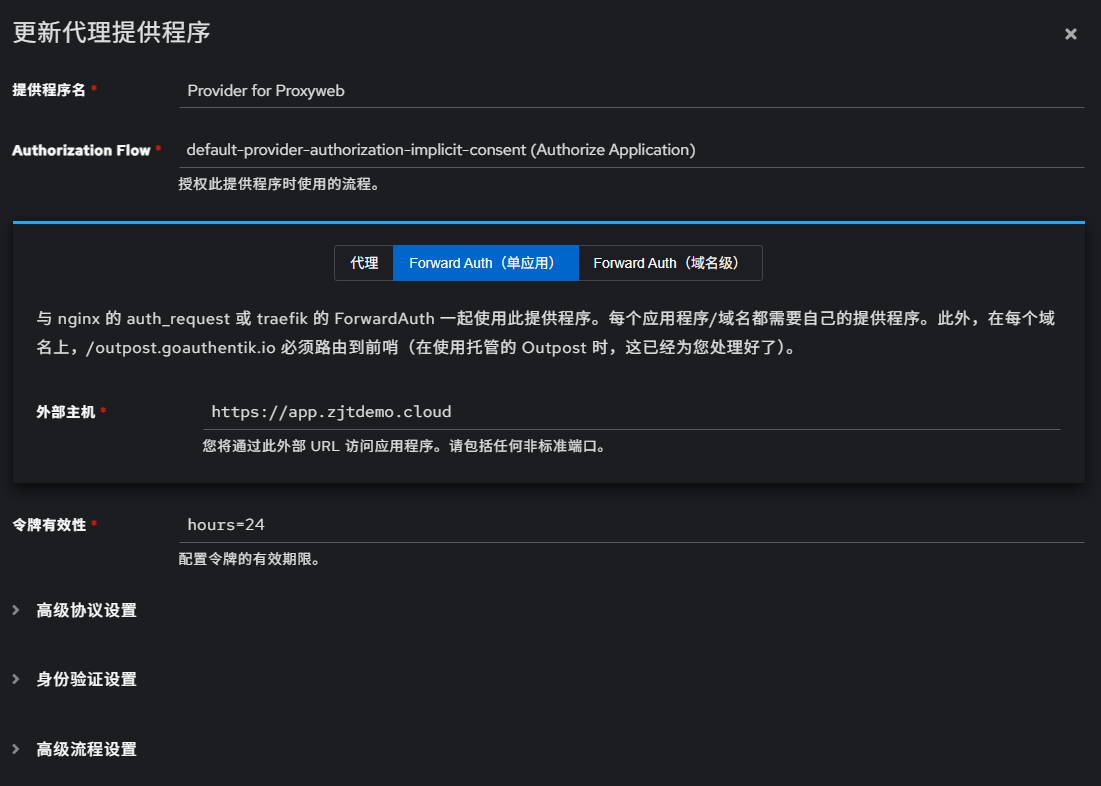 更新代理提供程序
提供程序名 *
Provider for Proxyweb
Authorization Flow *
default-provider-authorization-implicit-consent (Authorize Application)
授权此提供程序时使用的流程。
代理
Forward Auth（单应用）
Forward Auth（域名级）
与 nginx 的 auth_request 或 traefik 的 ForwardAuth 一起使用此提供程序。每个应用程序/域名都需要自己的提供程序。此外，在每个域
名上，/outpost.goauthentik.io 必须路由到前哨（在使用托管的 Outpost 时，这已经为您处理好了）。
外部主机 *
https://app.zjtdemo.cloud
您将通过此外部 URL 访问应用程序。请包括任何非标准端口。
令牌有效性 *
hours=24
配置令牌的有效期限。
高级协议设置
身份验证设置
高级流程设置